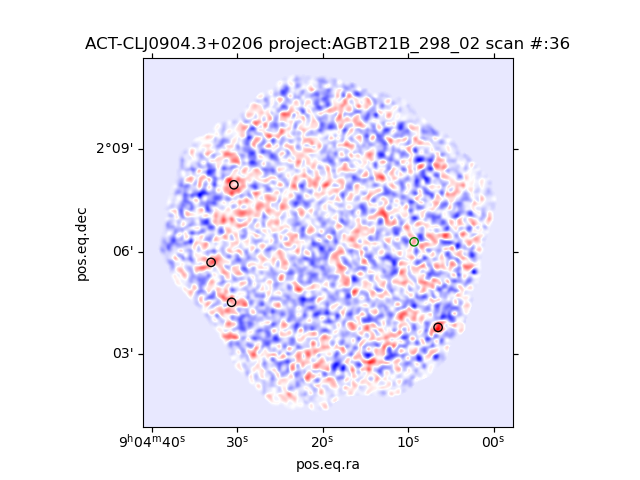 ACT-CLJ0904.3+0206 project:AGBT21B_298_02 scan #:36
2°09'
06'
03'
pos.eq.dec
9h04m40s 30s 20s 10s 00s
pos.eq.ra